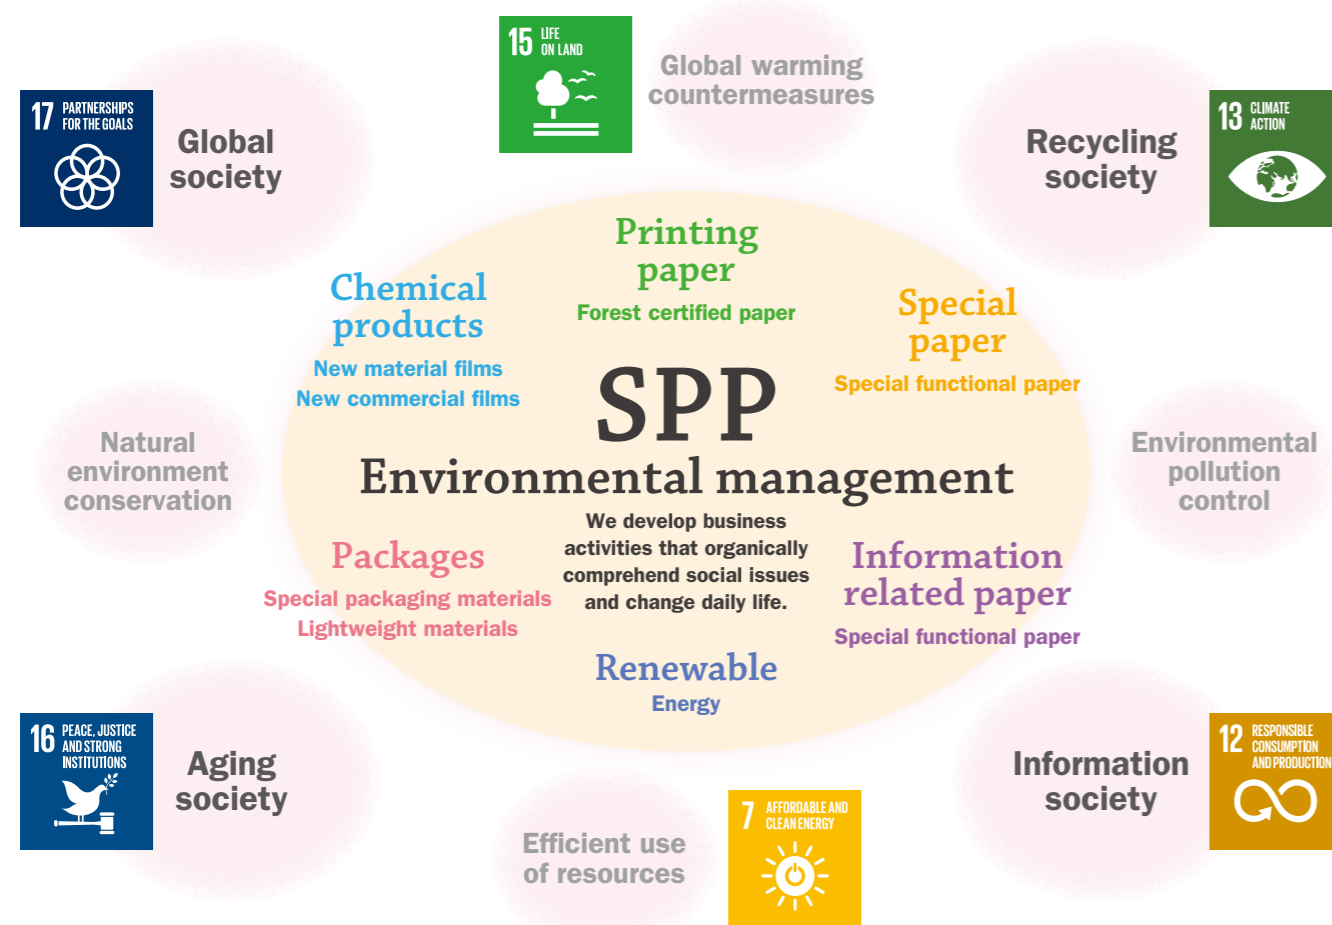 15 LIFE
ON LAND
Global warming
countermeasures
17 PARTNERSHIPS
FOR THE GOALS
Global
society
Recycling
society
13 CLIMATE
ACTION
Printing
paper
Forest certified paper
Chemical
products
New material films
New commercial films
Special
paper
Special functional paper
SPP
Environmental management
We develop business
activities that organically
comprehend social issues
and change daily life.
Natural
environment
conservation
Environmental
pollution
control
Packages
Special packaging materials
Lightweight materials
Information
related paper
Special functional paper
Renewable
Energy
16 PEACE, JUSTICE
AND STRONG
INSTITUTIONS
Aging
society
Information
society
12 RESPONSIBLE
CONSUMPTION
AND PRODUCTION
Efficient use
of resources
7 AFFORDABLE AND
CLEAN ENERGY